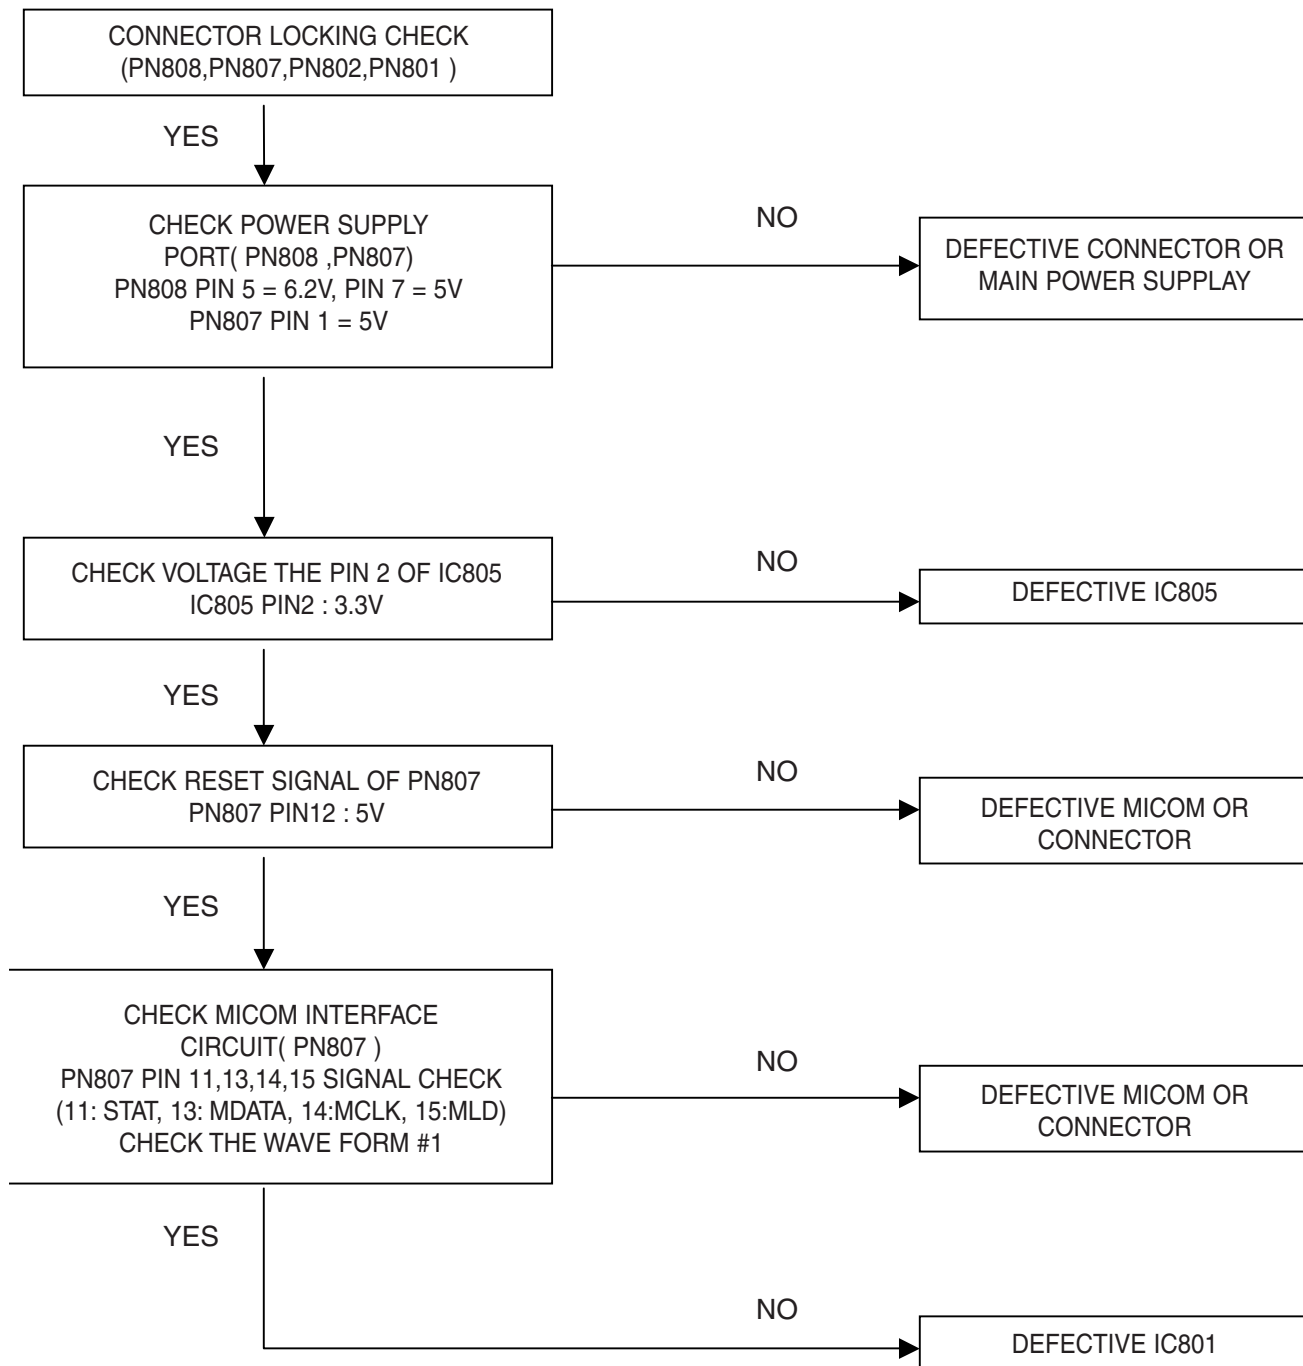 CONNECTOR LOCKING CHECK
(PN808,PN807,PN802,PN801 )
YES
CHECK POWER SUPPLY
PORT( PN808 ,PN807)
PN808 PIN 5 = 6.2V, PIN 7 = 5V
PN807 PIN 1 = 5V
NO
DEFECTIVE CONNECTOR OR
MAIN POWER SUPPLAY
YES
CHECK VOLTAGE THE PIN 2 OF IC805
IC805 PIN2 : 3.3V
NO
DEFECTIVE IC805
YES
CHECK RESET SIGNAL OF PN807
PN807 PIN12 : 5V
NO
DEFECTIVE MICOM OR
CONNECTOR
YES
CHECK MICOM INTERFACE
CIRCUIT( PN807 )
PN807 PIN 11,13,14,15 SIGNAL CHECK
(11: STAT, 13: MDATA, 14:MCLK, 15:MLD)
CHECK THE WAVE FORM #1
NO
DEFECTIVE MICOM OR
CONNECTOR
YES
NO
DEFECTIVE IC801